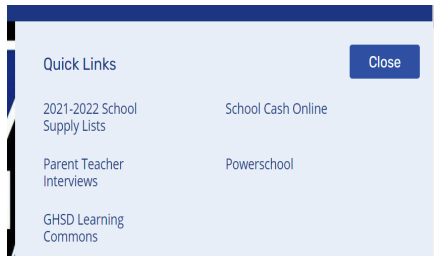 Quick Links
Close
2021-2022 School
Supply Lists
School Cash Online
Parent Teacher
Interviews
Powerschool
GHSD Learning
Commons